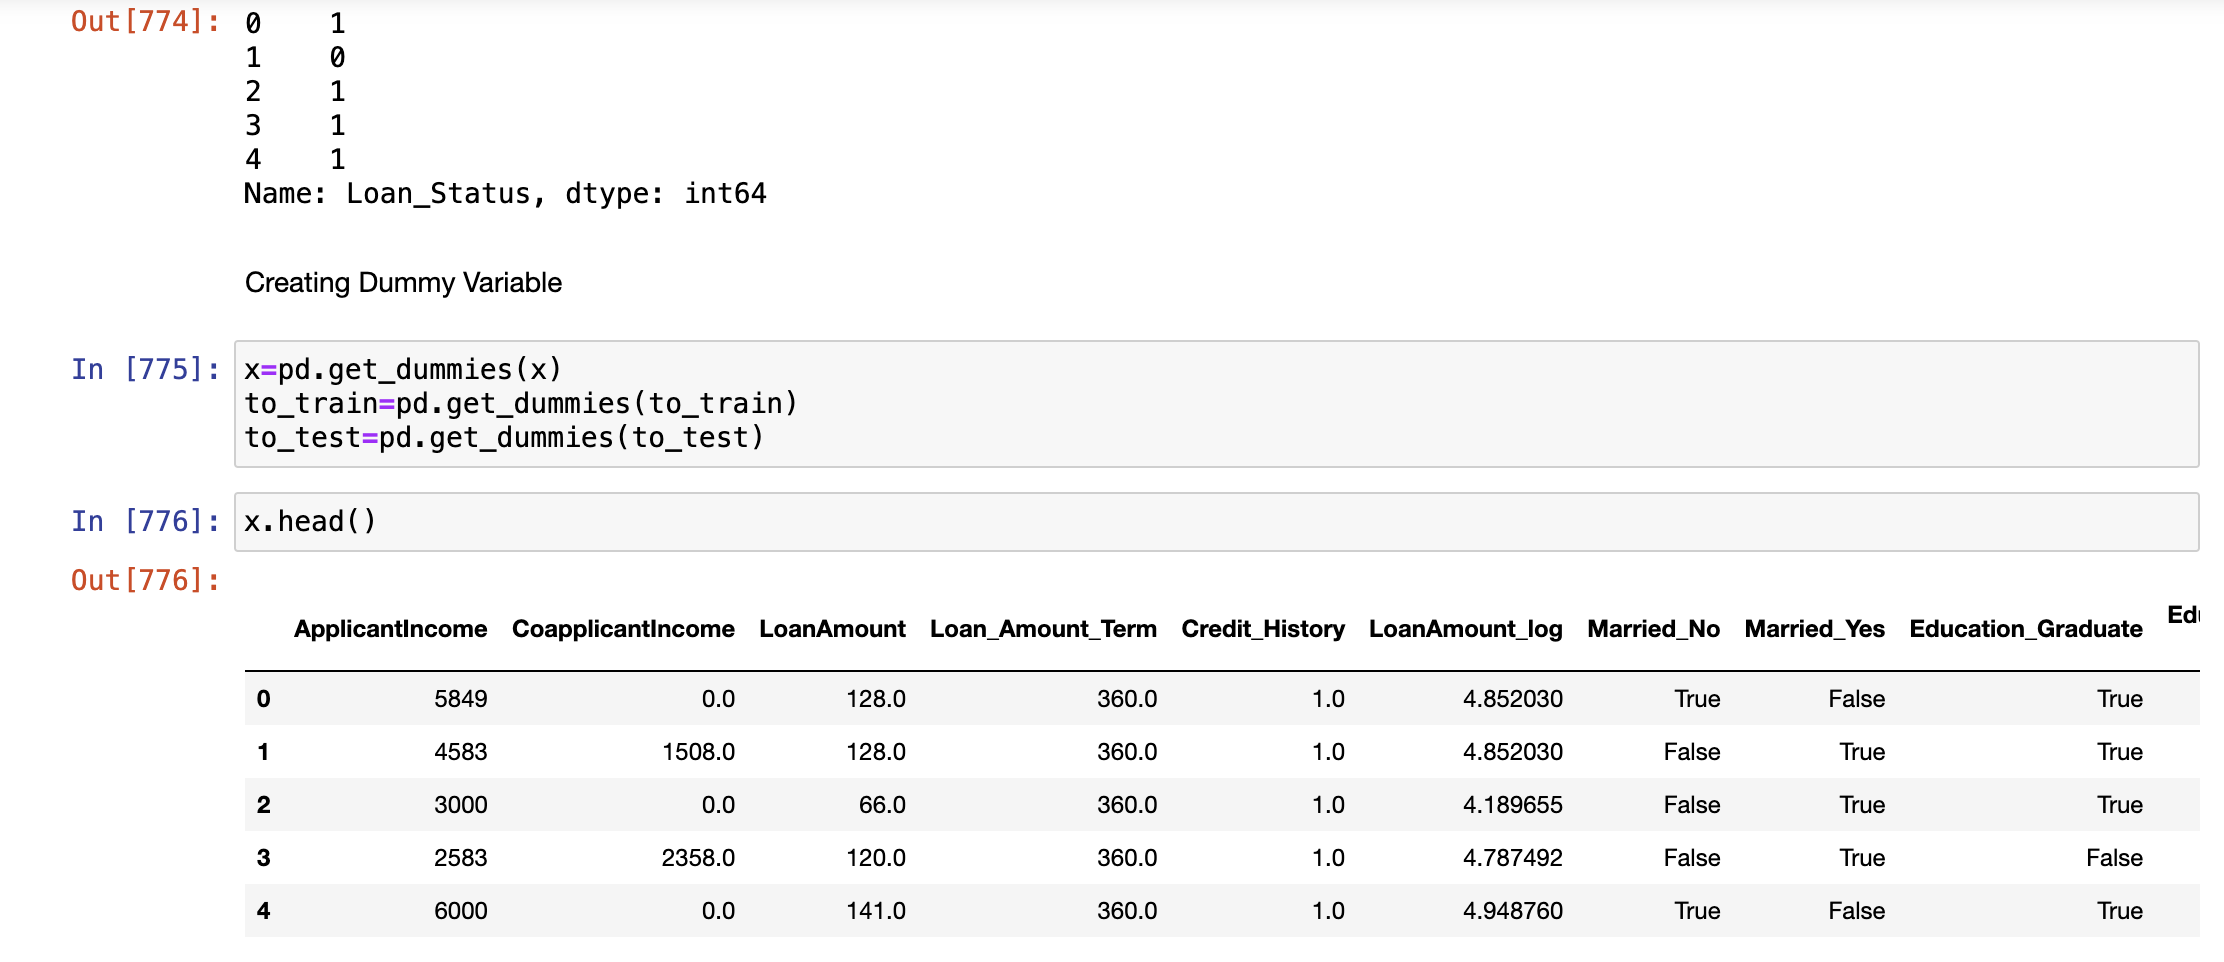 Out[774]: 0 1
1 0
2 1
3 1
4 1
Name: Loan_Status, dtype: int64
Creating Dummy Variable
In [775]: x=pd.get_dummies(x)
to_train=pd.get_dummies(to_train)
to_test=pd.get_dummies(to_test)
In [776]: x.head()
Out[776]:
ApplicantIncome CoapplicantIncome LoanAmount Loan_Amount_Term Credit_History LoanAmount_log Married_No Married_Yes Education_Graduate
0 5849 0.0 128.0 360.0 1.0 4.852030 True False True
1 4583 1508.0 128.0 360.0 1.0 4.852030 False True True
2 3000 0.0 66.0 360.0 1.0 4.189655 False True True
3 2583 2358.0 120.0 360.0 1.0 4.787492 False True False
4 6000 0.0 141.0 360.0 1.0 4.948760 True False True